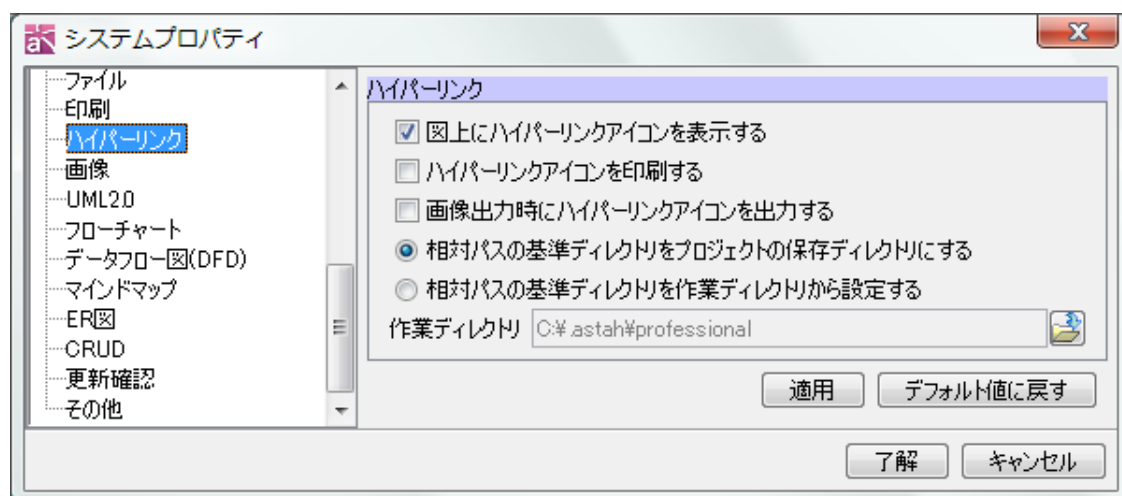 システムプロパティ
ファイル
印刷
ハイパーリンク
画像
UML2.0
フローチャート
データフロー図(DFD)
マインドマップ
ER図
CRUD
更新確認
その他
ハイパーリンク
図上にハイパーリンクアイコンを表示する
ハイパーリンクアイコンを印刷する
画像出力時にハイパーリンクアイコンを出力する
相対パスの基準ディレクトリをプロジェクトの保存ディレクトリにする
相対パスの基準ディレクトリを作業ディレクトリから設定する
作業ディレクトリ C:¥.astah¥professional
適用 デフォルト値に戻す
了解 キャンセル